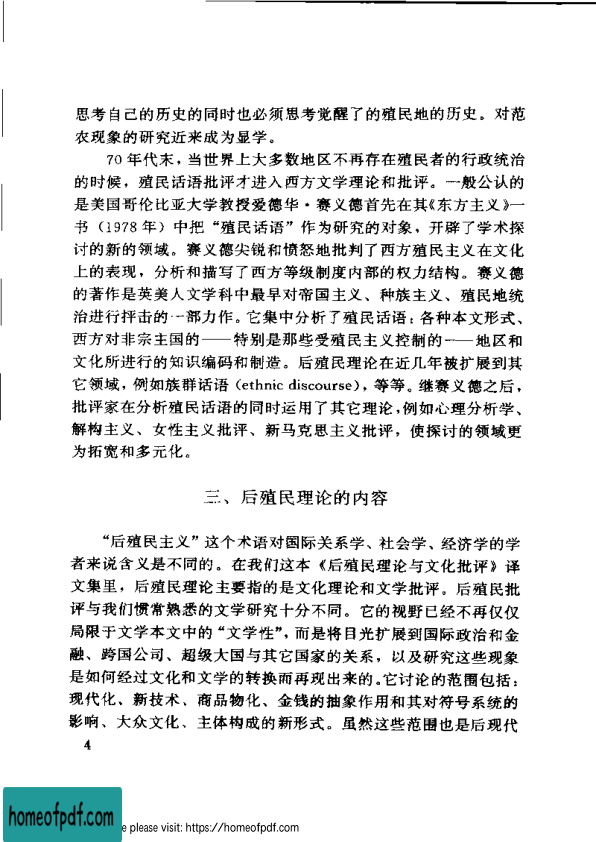 思考自己的历史的同时也必须思考觉醒了的殖民地的历史。对范
农现象的研究近来成为显学。
70年代末，当世界上大多数地区不再存在殖民者的行政统治
的时候，殖民话语批评才进入西方文学理论和批评。一般公认的
是美国哥伦比亚大学教授爱德华·赛义德首先在其《东方主义》一
书（1978年）中把“殖民话语”作为研究的对象，开辟了学术探
讨的新的领域。赛义德尖锐和愤怒地批判了西方殖民主义在文化
上的表现，分析和描写了西方等级制度内部的权力结构。赛义德
的著作是英美人文学科中最早对帝国主义、种族主义、殖民地统
治进行抨击的一部力作。它集中分析了殖民话语：各种本文形式、
西方对非宗主国的——特别是那些受殖民主义控制的——地区和
文化所进行的知识编码和制造。后殖民理论在近几年被扩展到其
它领域，例如族群话语（ethnic discourse），等等。继赛义德之后，
批评家在分析殖民话语的同时运用了其它理论，例如心理分析学、
解构主义、女性主义批评、新马克思主义批评，使探讨的领域更
为拓宽和多元化。
三、后殖民理论的内容
“后殖民主义”这个术语对国际关系学、社会学、经济学的学
者来说含义是不同的。在我们这本《后殖民理论与文化批评》译
文集里，后殖民理论主要指的是文化理论和文学批评。后殖民批
评与我们惯常熟悉的文学研究十分不同。它的视野已经不再仅仅
局限于文学本文中的“文学性”，而是将目光扩展到国际政治和金
融、跨国公司、超级大国与其它国家的关系，以及研究这些现象
是如何经过文化和文学的转换而再现出来的。它讨论的范围包括：
现代化、新技术、商品物化、金钱的抽象作用和其对符号系统的
影响、大众文化、主体构成的新形式。虽然这些范围也是后现代
4
homeofpdf.com
e please visit: https://homeofpdf.com